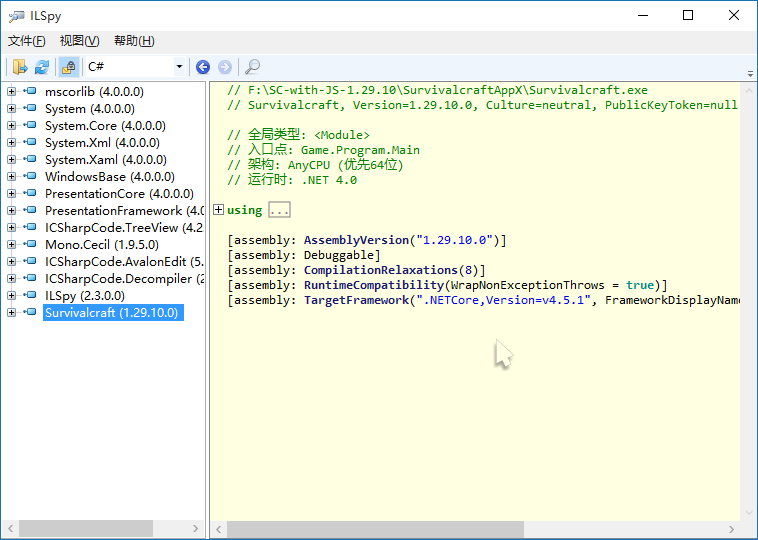 ILSpy
文件(F) 视图(V) 帮助(H)
C#
mscorlib (4.0.0.0)
System (4.0.0.0)
System.Core (4.0.0.0)
System.Xml (4.0.0.0)
System.Xaml (4.0.0.0)
WindowsBase (4.0.0.0)
PresentationCore (4.0.0.0)
PresentationFramework (4.0
ICSharpCode.TreeView (4.2
Mono.Cecil (1.9.5.0)
ICSharpCode.AvalonEdit (5.
ICSharpCode.Decompiler (2
ILSpy (2.3.0.0)
Survivalcraft (1.29.10.0)
// F:\SC-with-JS-1.29.10\SurvivalcraftAppX\Survivalcraft.exe
// Survivalcraft, Version=1.29.10.0, Culture=neutral, PublicKeyToken=null
// 全局类型: <Module>
// 入口点: Game.Program.Main
// 架构: AnyCPU (优先64位)
// 运行时: .NET 4.0
using ...
[assembly: AssemblyVersion("1.29.10.0")]
[assembly: Debuggable]
[assembly: CompilationRelaxations(8)]
[assembly: RuntimeCompatibility(WrapNonExceptionThrows = true)]
[assembly: TargetFramework(".NETCore,Version=v4.5.1", FrameworkDisplayName